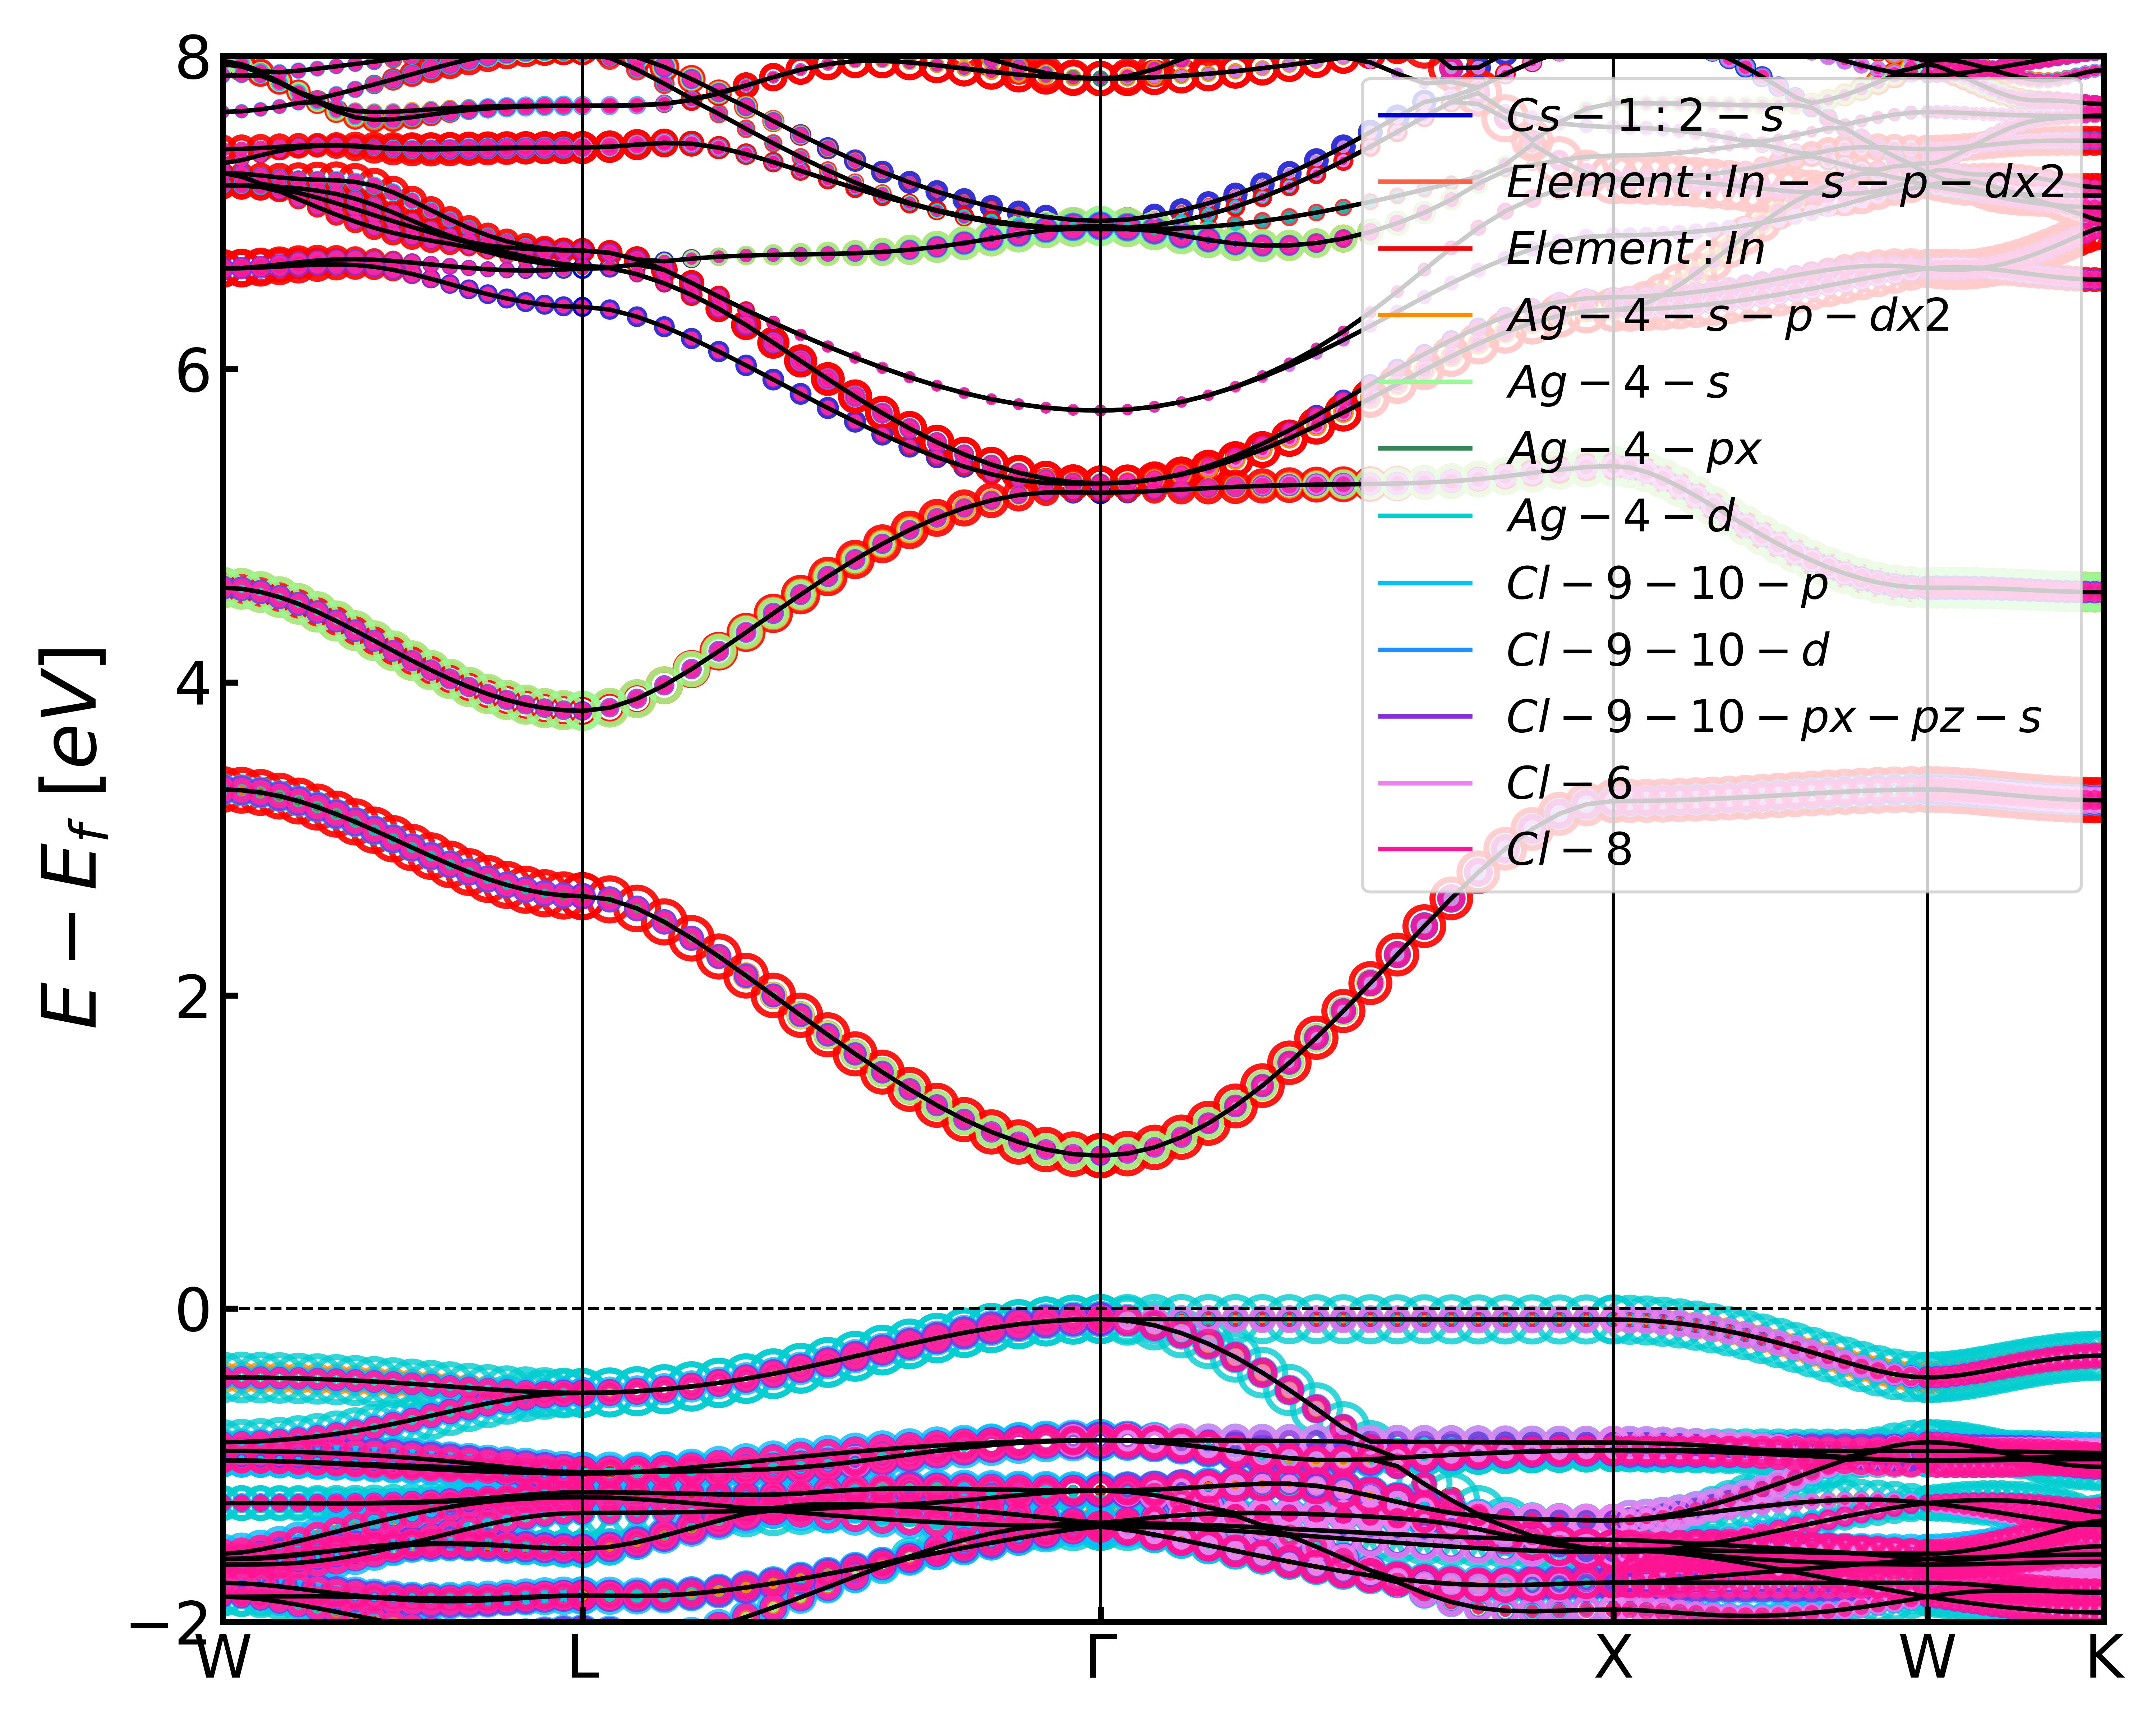 E − E_f [eV]
8
6
4
2
0
−2
W L Γ X W K
Cs − 1 : 2 − s
Element : In − s − p − dx2
Element : In
Ag − 4 − s − p − dx2
Ag − 4 − s
Ag − 4 − px
Ag − 4 − d
Cl − 9 − 10 − p
Cl − 9 − 10 − d
Cl − 9 − 10 − px − pz − s
Cl − 6
Cl − 8